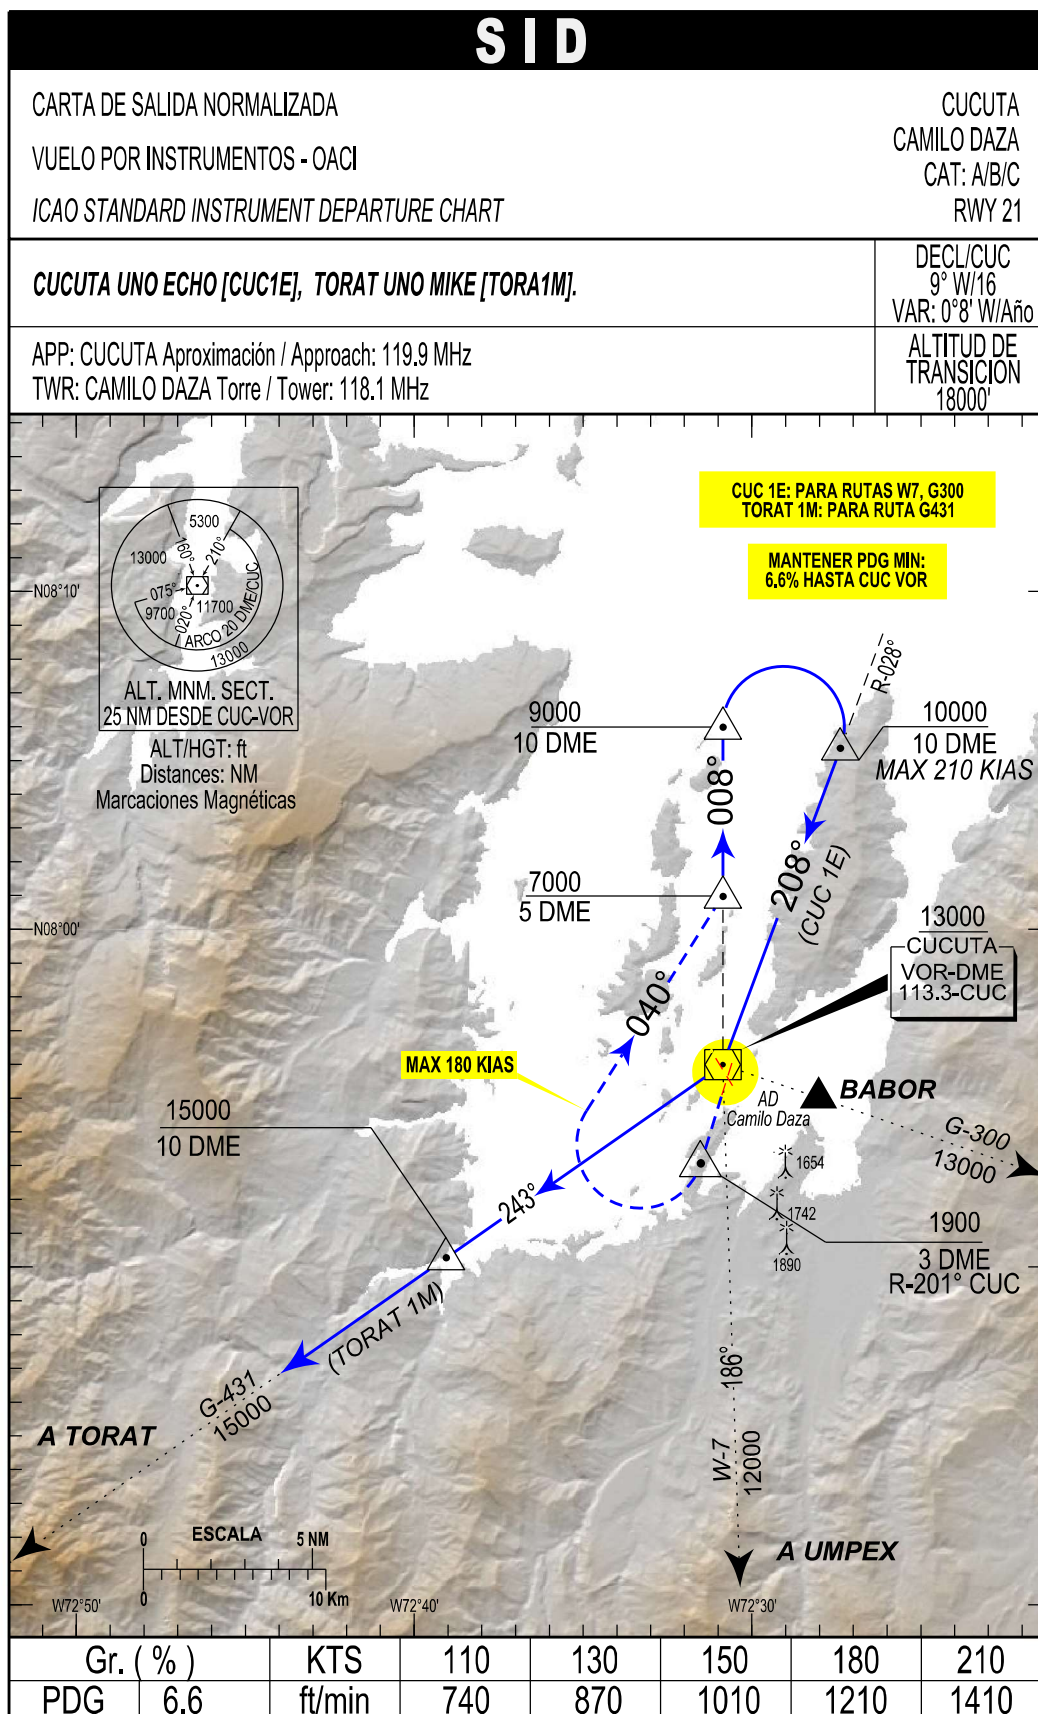 SID
CARTA DE SALIDA NORMALIZADA
VUELO POR INSTRUMENTOS - OACI
ICAO STANDARD INSTRUMENT DEPARTURE CHART
CUCUTA
CAMILO DAZA
CAT: A/B/C
RWY 21
CUCUTA UNO ECHO [CUC1E], TORAT UNO MIKE [TORA1M].
DECL/CUC
9° W/16
VAR: 0°8' W/Año
APP: CUCUTA Aproximación / Approach: 119.9 MHz
TWR: CAMILO DAZA Torre / Tower: 118.1 MHz
ALTITUD DE
TRANSICION
18000'
CUC 1E: PARA RUTAS W7, G300
TORAT 1M: PARA RUTA G431
MANTENER PDG MIN:
6.6% HASTA CUC VOR
5300
13000
160°
210°
075°
9700
020°
11700
ARCO 20 DME/CUC
13000
ALT. MNM. SECT.
25 NM DESDE CUC-VOR
ALT/HGT: ft
Distances: NM
Marcaciones Magnéticas
N08°10'
R-028°
9000
10 DME
10000
10 DME
MAX 210 KIAS
008°
208°
(CUC 1E)
7000
5 DME
N08°00'
13000
CUCUTA
VOR-DME
113.3-CUC
040°
MAX 180 KIAS
AD
Camilo Daza
BABOR
G-300
13000
15000
10 DME
1654
1742
1890
1900
3 DME
R-201° CUC
243°
(TORAT 1M)
G-431
15000
A TORAT
186°
W-7
12000
A UMPEX
0
ESCALA
5 NM
0
10 Km
W72°50'
W72°40'
W72°30'
Gr. ( % )
KTS
110
130
150
180
210
PDG
6.6
ft/min
740
870
1010
1210
1410